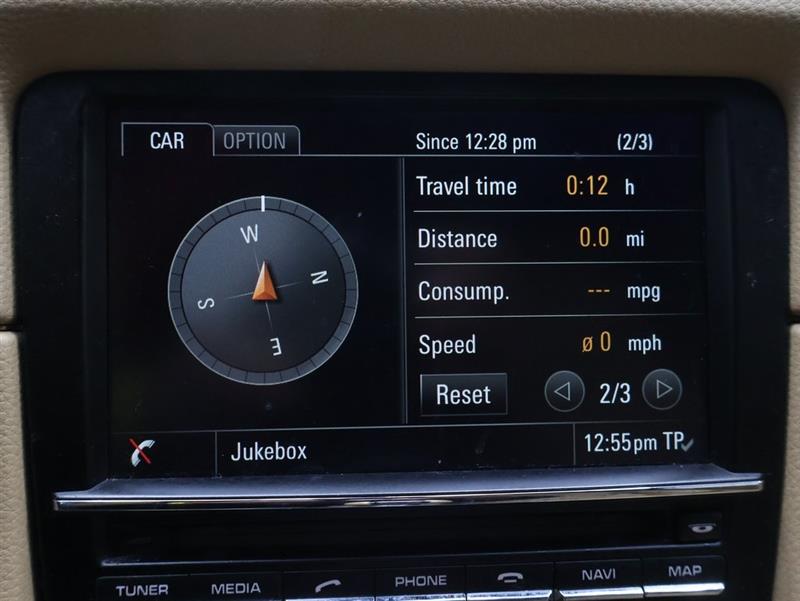 CAR OPTION Since 12:28 pm (2/3)
Travel time 0:12 h
Distance 0.0 mi
Consump. --- mpg
Speed ø 0 mph
Reset 2/3
W
N
S
E
Jukebox 12:55pm TP
TUNER MEDIA PHONE NAVI MAP